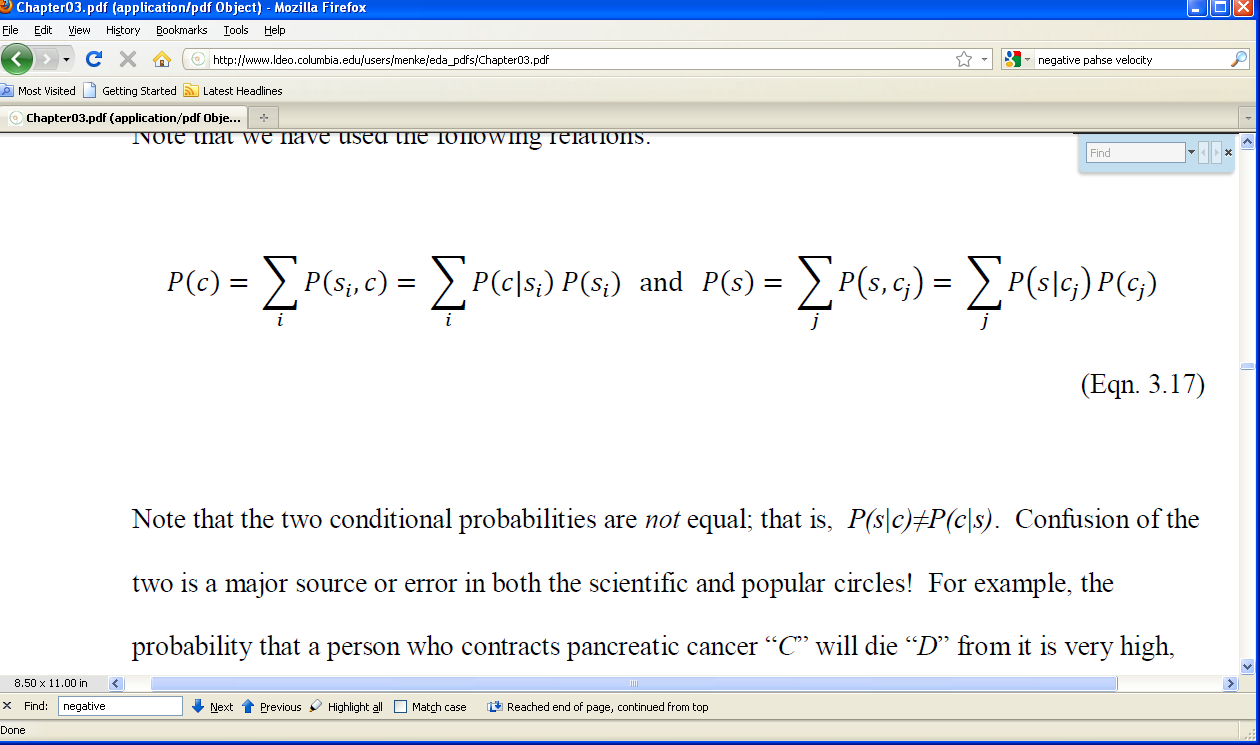 Chapter03.pdf (application/pdf Object) - Mozilla Firefox
File Edit View History Bookmarks Tools Help
http://www.ldeo.columbia.edu/users/menke/eda_pdfs/Chapter03.pdf negative pahse velocity
Most Visited Getting Started Latest Headlines
Chapter03.pdf (application/pdf Obje...
Note that we have used the following relations.
Find
P(c) = ∑_i P(s_i, c) = ∑_i P(c|s_i) P(s_i) and P(s) = ∑_j P(s, c_j) = ∑_j P(s|c_j) P(c_j)
(Eqn. 3.17)
Note that the two conditional probabilities are not equal; that is, P(s|c)≠P(c|s). Confusion of the
two is a major source or error in both the scientific and popular circles! For example, the
probability that a person who contracts pancreatic cancer “C” will die “D” from it is very high,
8.50 x 11.00 in
Find: negative Next Previous Highlight all Match case Reached end of page, continued from top
Done